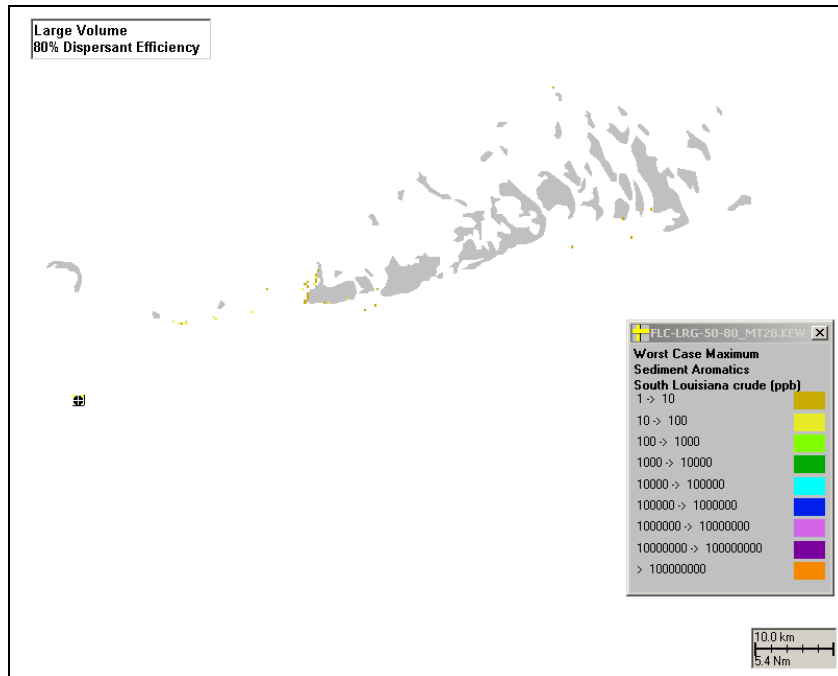 Large Volume
80% Dispersant Efficiency
FLC-LRG-50-80_MT28.KEW
Worst Case Maximum
Sediment Aromatics
South Louisiana crude (ppb)
1 -> 10
10 -> 100
100 -> 1000
1000 -> 10000
10000 -> 100000
100000 -> 1000000
1000000 -> 10000000
10000000 -> 100000000
> 100000000
10.0 km
5.4 Nm